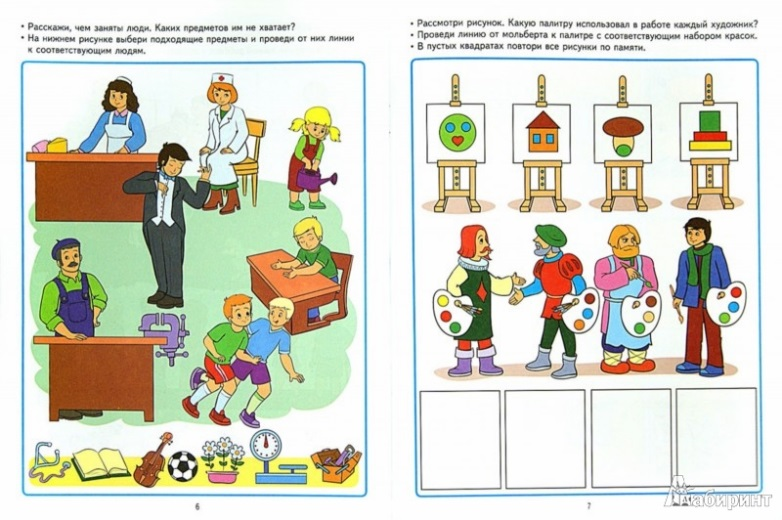 • Расскажи, чем заняты люди. Каких предметов им не хватает?
• На нижнем рисунке выбери подходящие предметы и проведи от них линии
к соответствующим людям.
6
• Рассмотри рисунок. Какую палитру использовал в работе каждый художник?
• Проведи линию от мольберта к палитре с соответствующим набором красок.
• В пустых квадратах повтори все рисунки по памяти.
7
Лабиринт